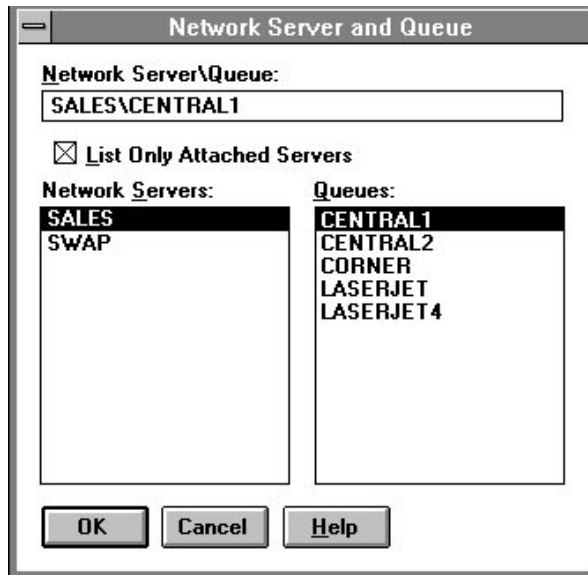 Network Server and Queue
Network Server\Queue:
SALES\CENTRAL1
List Only Attached Servers
Network Servers:
SALES
SWAP
Queues:
CENTRAL1
CENTRAL2
CORNER
LASERJET
LASERJET4
OK
Cancel
Help